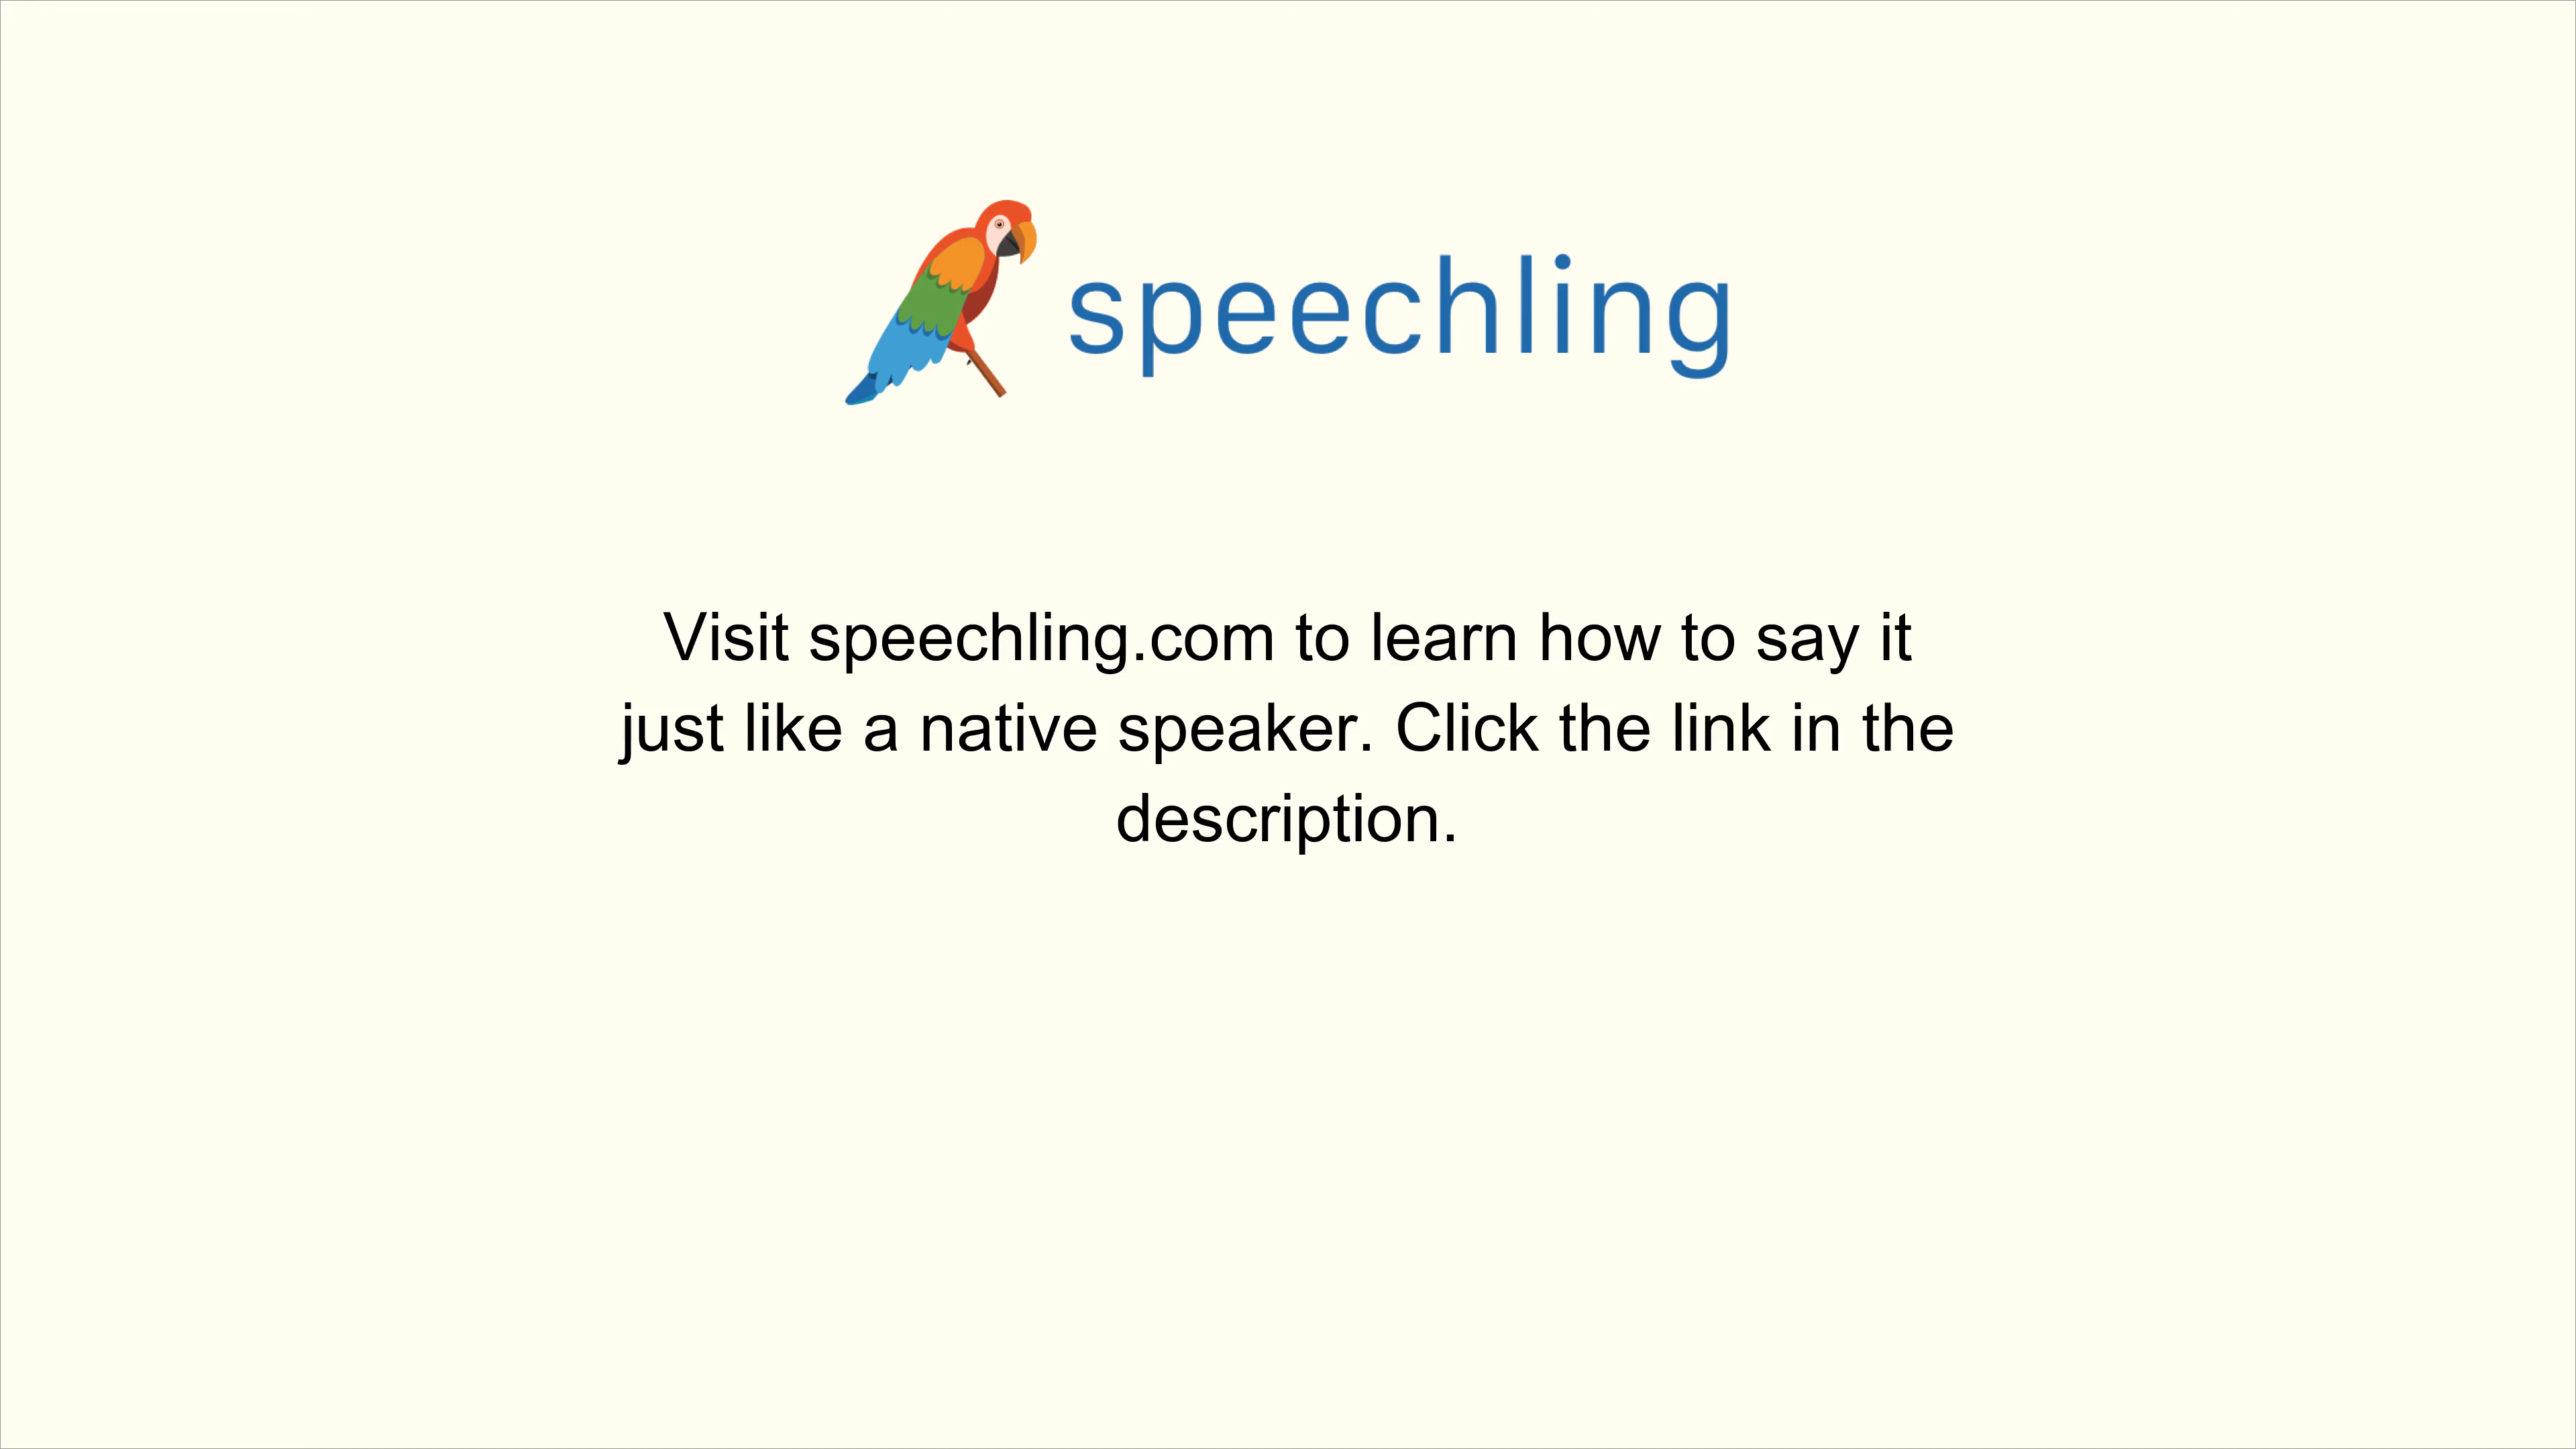 speechling
Visit speechling.com to learn how to say it
just like a native speaker. Click the link in the
description.